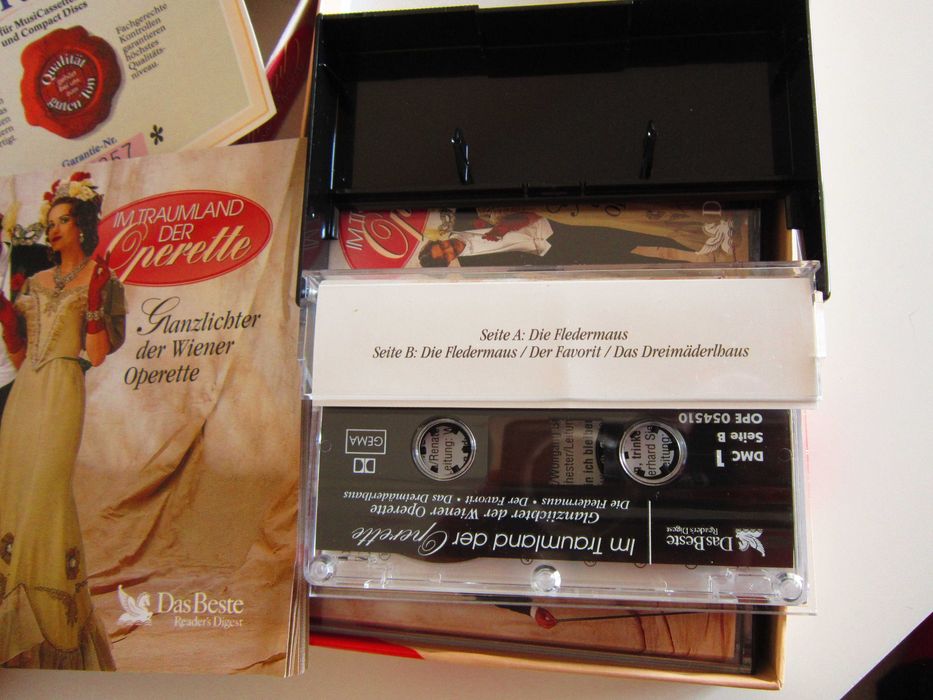 für MusiCassetten
und Compact Discs
Fachgerechte
Kontrollen
garantieren
höchstes
Qualitäts-
niveau.
Qualität
guten Ton
Garantie-Nr.
IM TRAUMLAND
DER
Operette
Glanzlichter
der Wiener
Operette
Das Beste
Reader's Digest
IM
Seite A: Die Fledermaus
Seite B: Die Fledermaus / Der Favorit / Das Dreimäderlhaus
Das Beste
Reader's Digest
Im Traumland der Operette
Glanzlichter der Wiener Operette
Die Fledermaus • Der Favorit • Das Dreimäderlhaus
DMC 1
Seite B
OPE 054510
GEMA